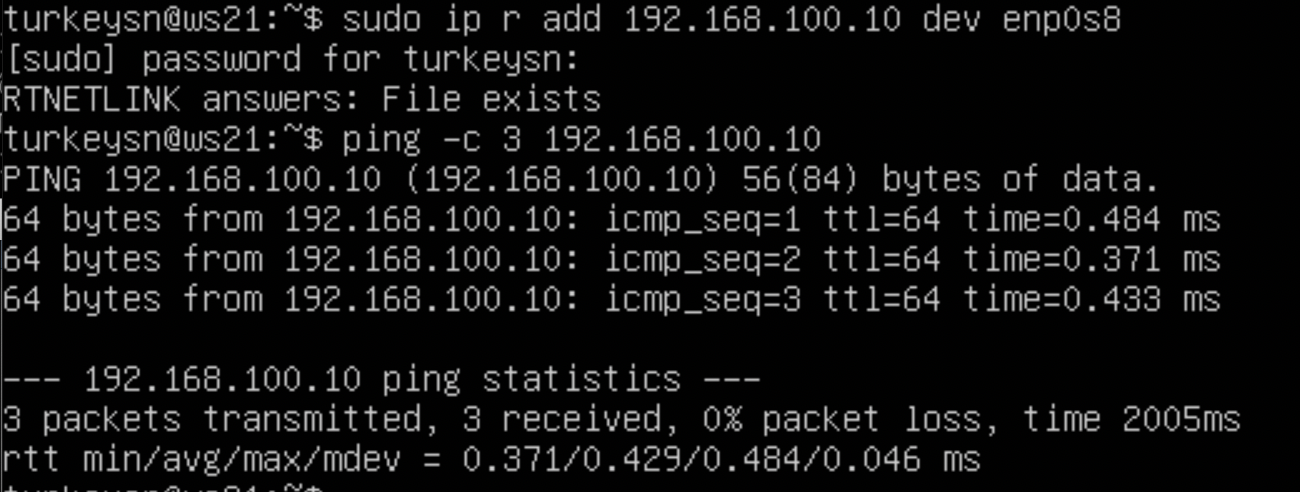 turkeysn@ws21:~$ sudo ip r add 192.168.100.10 dev enp0s8
[sudo] password for turkeysn:
RTNETLINK answers: File exists
turkeysn@ws21:~$ ping -c 3 192.168.100.10
PING 192.168.100.10 (192.168.100.10) 56(84) bytes of data.
64 bytes from 192.168.100.10: icmp_seq=1 ttl=64 time=0.484 ms
64 bytes from 192.168.100.10: icmp_seq=2 ttl=64 time=0.371 ms
64 bytes from 192.168.100.10: icmp_seq=3 ttl=64 time=0.433 ms
--- 192.168.100.10 ping statistics ---
3 packets transmitted, 3 received, 0% packet loss, time 2005ms
rtt min/avg/max/mdev = 0.371/0.429/0.484/0.046 ms
turkeysn@ws21:~$